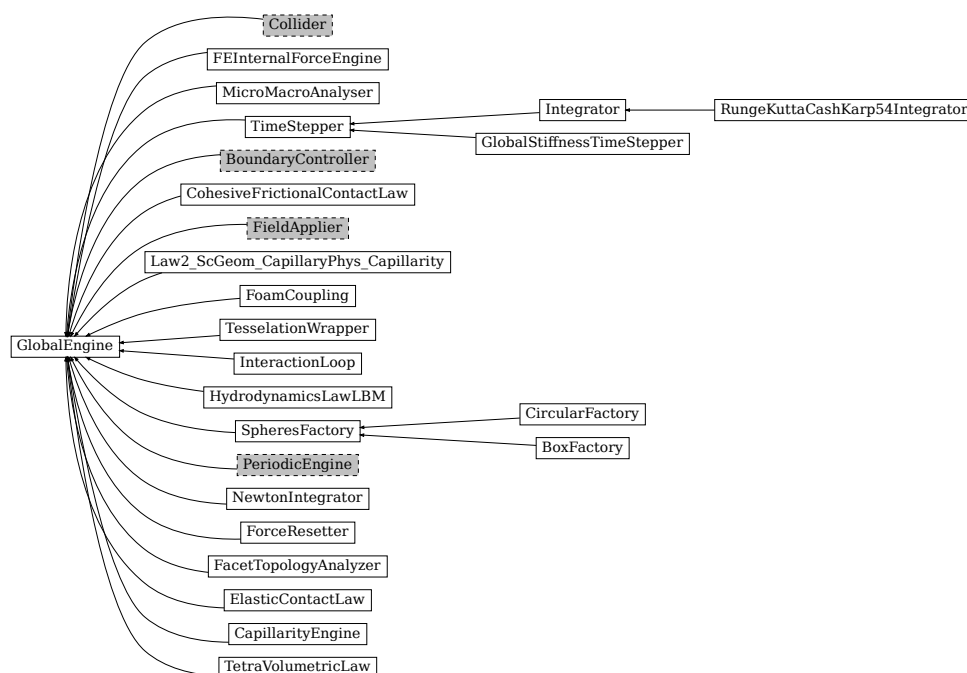 Collider
FEInternalForceEngine
MicroMacroAnalyser
TimeStepper
Integrator
RungeKuttaCashKarp54Integrator
GlobalStiffnessTimeStepper
BoundaryController
CohesiveFrictionalContactLaw
FieldApplier
Law2_ScGeom_CapillaryPhys_Capillarity
FoamCoupling
TesselationWrapper
GlobalEngine
InteractionLoop
HydrodynamicsLawLBM
SpheresFactory
CircularFactory
BoxFactory
PeriodicEngine
NewtonIntegrator
ForceResetter
FacetTopologyAnalyzer
ElasticContactLaw
CapillarityEngine
TetraVolumetricLaw